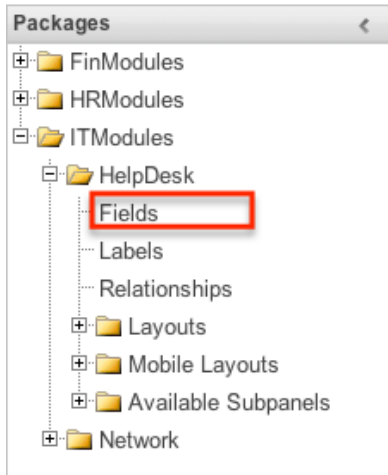 Packages
FinModules
HRModules
ITModules
HelpDesk
Fields
Labels
Relationships
Layouts
Mobile Layouts
Available Subpanels
Network